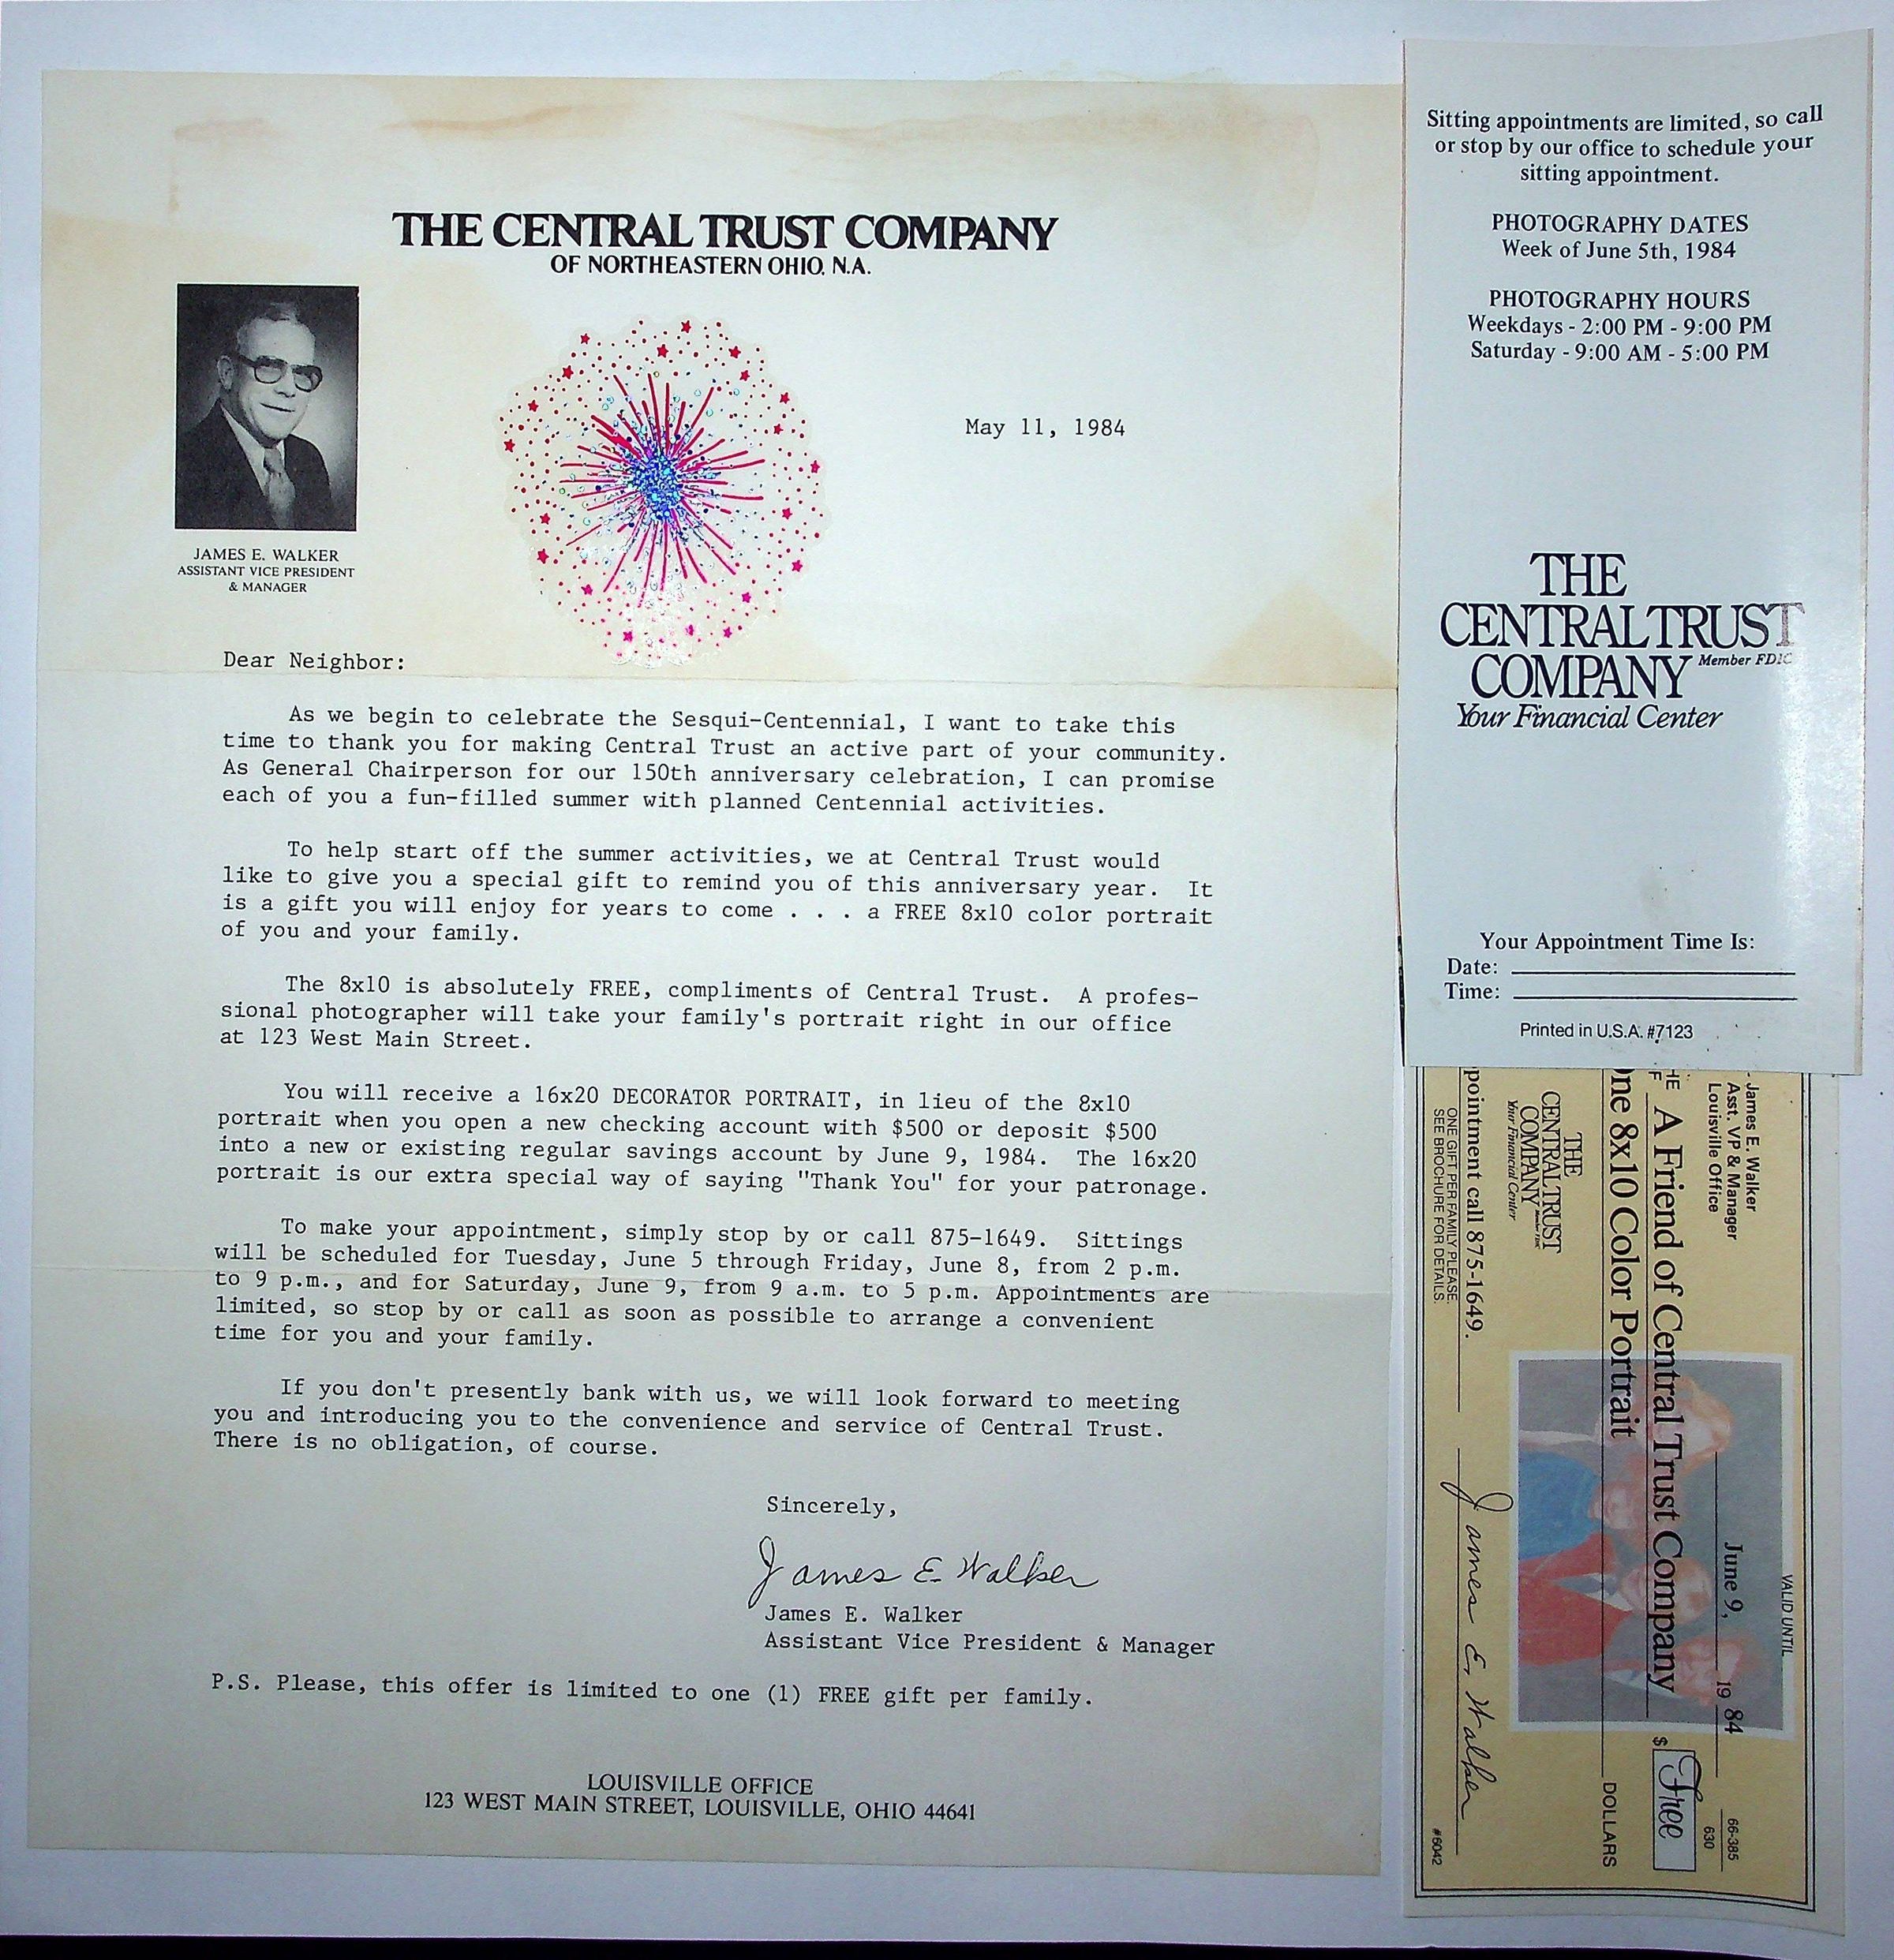 THE CENTRAL TRUST COMPANY
OF NORTHEASTERN OHIO, N.A.
JAMES E. WALKER
ASSISTANT VICE PRESIDENT
& MANAGER
May 11, 1984
Dear Neighbor:
As we begin to celebrate the Sesqui-Centennial, I want to take this
time to thank you for making Central Trust an active part of your community.
As General Chairperson for our 150th anniversary celebration, I can promise
each of you a fun-filled summer with planned Centennial activities.
To help start off the summer activities, we at Central Trust would
like to give you a special gift to remind you of this anniversary year. It
is a gift you will enjoy for years to come . . . a FREE 8x10 color portrait
of you and your family.
The 8x10 is absolutely FREE, compliments of Central Trust. A profes-
sional photographer will take your family's portrait right in our office
at 123 West Main Street.
You will receive a 16x20 DECORATOR PORTRAIT, in lieu of the 8x10
portrait when you open a new checking account with $500 or deposit $500
into a new or existing regular savings account by June 9, 1984. The 16x20
portrait is our extra special way of saying "Thank You" for your patronage.
To make your appointment, simply stop by or call 875-1649. Sittings
will be scheduled for Tuesday, June 5 through Friday, June 8, from 2 p.m.
to 9 p.m., and for Saturday, June 9, from 9 a.m. to 5 p.m. Appointments are
limited, so stop by or call as soon as possible to arrange a convenient
time for you and your family.
If you don't presently bank with us, we will look forward to meeting
you and introducing you to the convenience and service of Central Trust.
There is no obligation, of course.
Sincerely,
James E. Walker
James E. Walker
Assistant Vice President & Manager
P.S. Please, this offer is limited to one (1) FREE gift per family.
LOUISVILLE OFFICE
123 WEST MAIN STREET, LOUISVILLE, OHIO 44641
Sitting appointments are limited, so call
or stop by our office to schedule your
sitting appointment.
PHOTOGRAPHY DATES
Week of June 5th, 1984
PHOTOGRAPHY HOURS
Weekdays - 2:00 PM - 9:00 PM
Saturday - 9:00 AM - 5:00 PM
THE
CENTRAL TRUST
COMPANY Member FDIC
Your Financial Center
Your Appointment Time Is:
Date:
Time:
Printed in U.S.A. #7123
VALID UNTIL
James E. Walker
Asst. VP & Manager
Louisville Office
June 9, 19 84
66-385
630
HE
F A Friend of Central Trust Company $ Free
ne 8x10 Color Portrait DOLLARS
THE
CENTRAL TRUST
COMPANY
Your Financial Center
pointment call 875-1649. James E. Walker
ONE GIFT PER FAMILY PLEASE.
SEE BROCHURE FOR DETAILS.
#6042